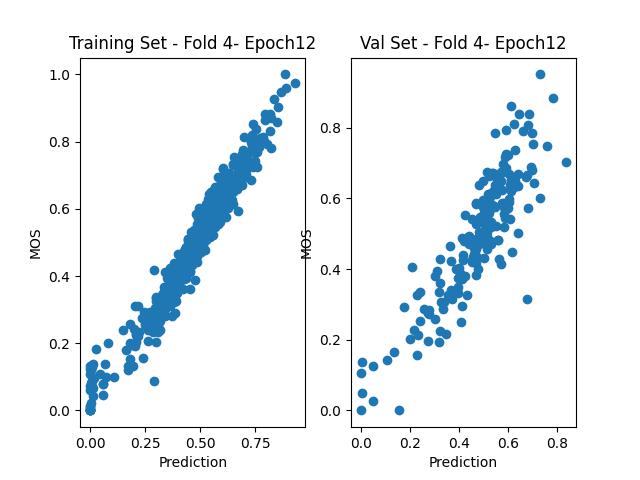 Training Set - Fold 4- Epoch12
Val Set - Fold 4- Epoch12
1.0
0.8
0.6
0.4
0.2
0.0
MOS
0.00 0.25 0.50 0.75
Prediction
0.8
0.6
0.4
0.2
0.0
MOS
0.0 0.2 0.4 0.6 0.8
Prediction